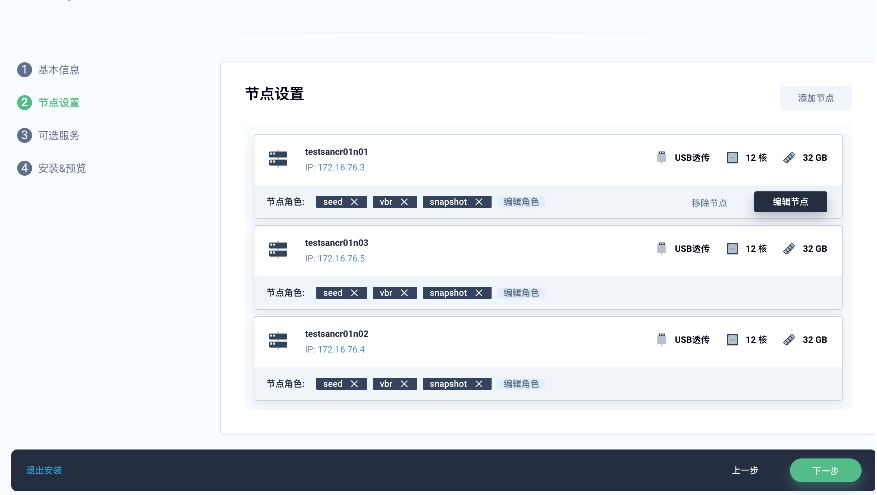 1 基本信息
2 节点设置
3 可选服务
4 安装&预览
节点设置
添加节点
testsancr01n01
IP: 172.16.76.3
USB透传 12 核 32 GB
节点角色: seed vbr snapshot 编辑角色 移除节点 编辑节点
testsancr01n03
IP: 172.16.76.5
USB透传 12 核 32 GB
节点角色: seed vbr snapshot 编辑角色
testsancr01n02
IP: 172.16.76.4
USB透传 12 核 32 GB
节点角色: seed vbr snapshot 编辑角色
退出安装 上一步 下一步